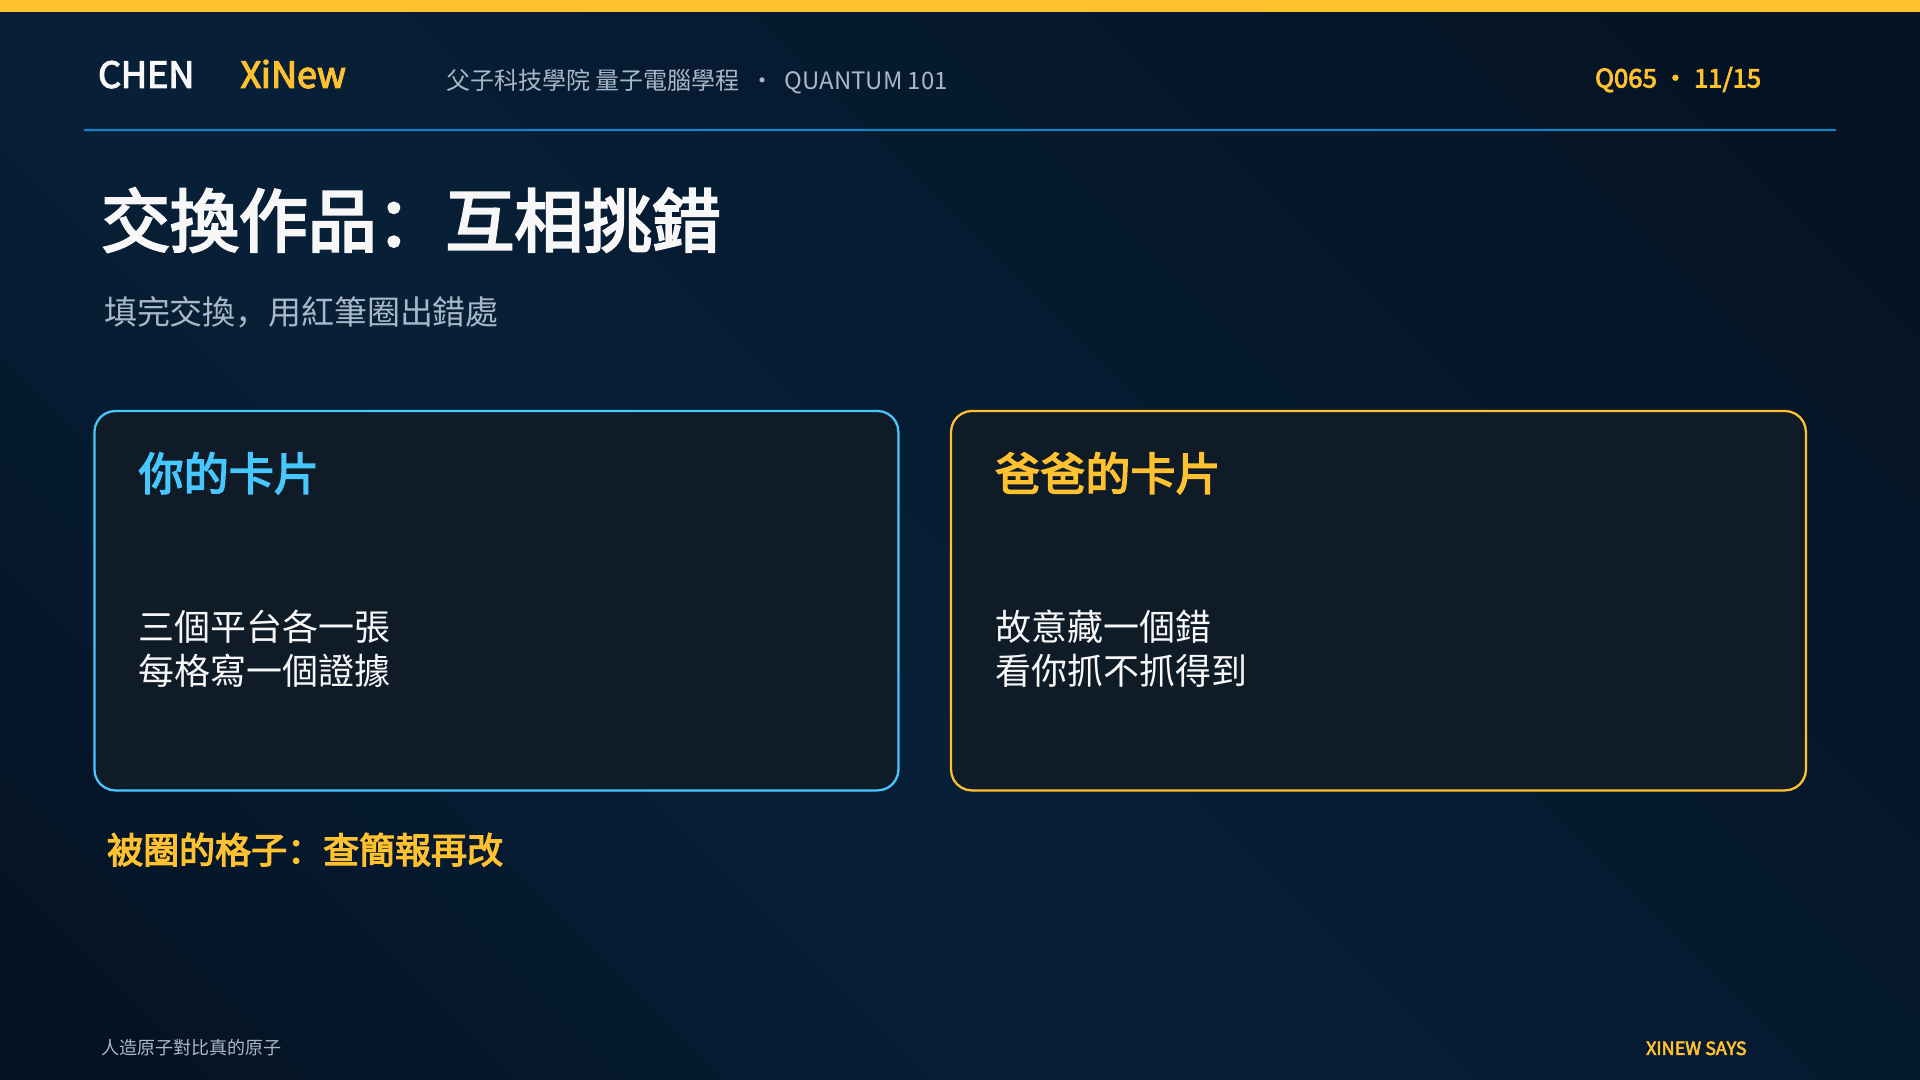 CHEN XiNew 父子科技學院 量子電腦學程 · QUANTUM 101 Q065 · 11/15
交換作品：互相挑錯
填完交換，用紅筆圈出錯處
你的卡片
三個平台各一張
每格寫一個證據
爸爸的卡片
故意藏一個錯
看你抓不抓得到
被圈的格子：查簡報再改
人造原子對比真的原子 XINEW SAYS